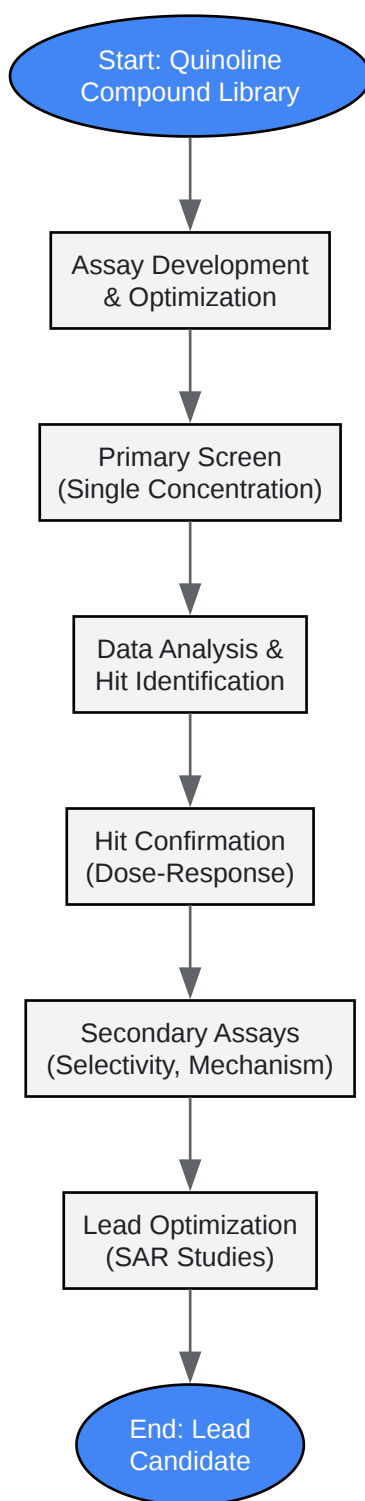 Start: Quinoline
Compound Library
Assay Development
& Optimization
Primary Screen
(Single Concentration)
Data Analysis &
Hit Identification
Hit Confirmation
(Dose-Response)
Secondary Assays
(Selectivity, Mechanism)
Lead Optimization
(SAR Studies)
End: Lead
Candidate